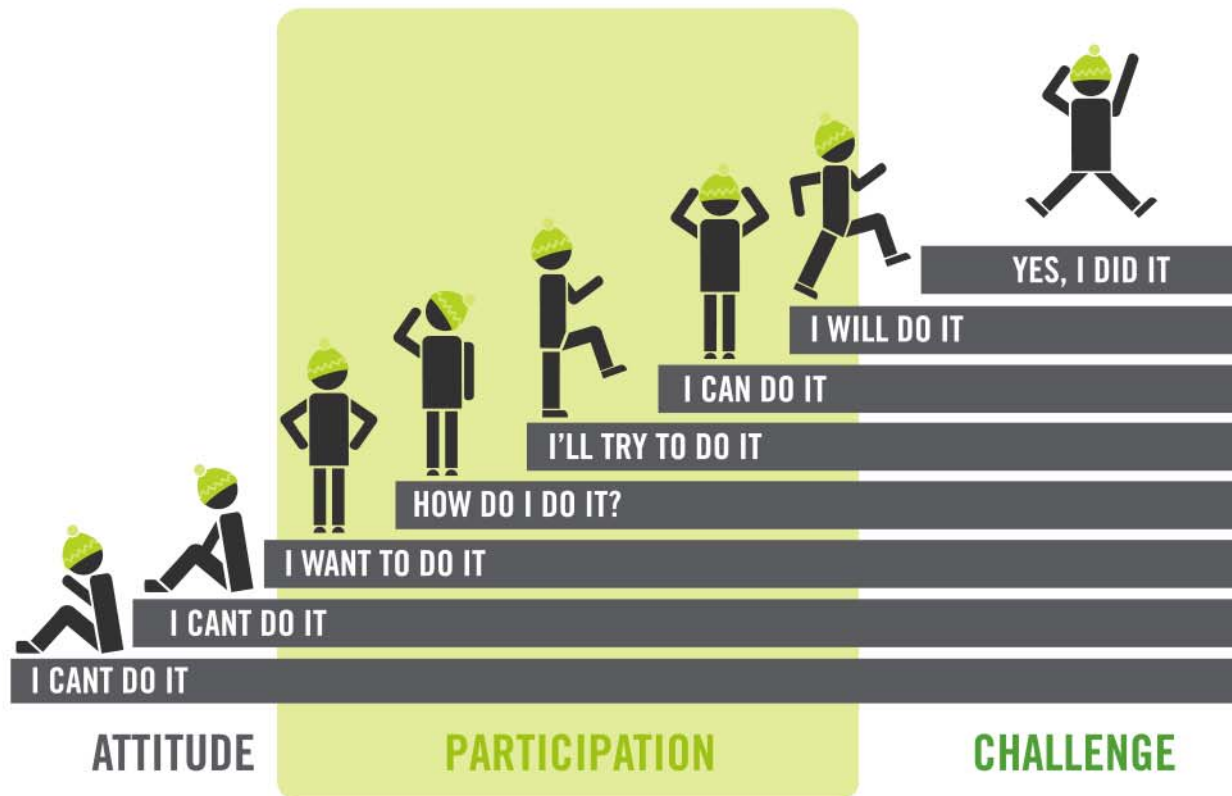 YES, I DID IT
I WILL DO IT
I CAN DO IT
I'LL TRY TO DO IT
HOW DO I DO IT?
I WANT TO DO IT
I CANT DO IT
I CANT DO IT
ATTITUDE
PARTICIPATION
CHALLENGE